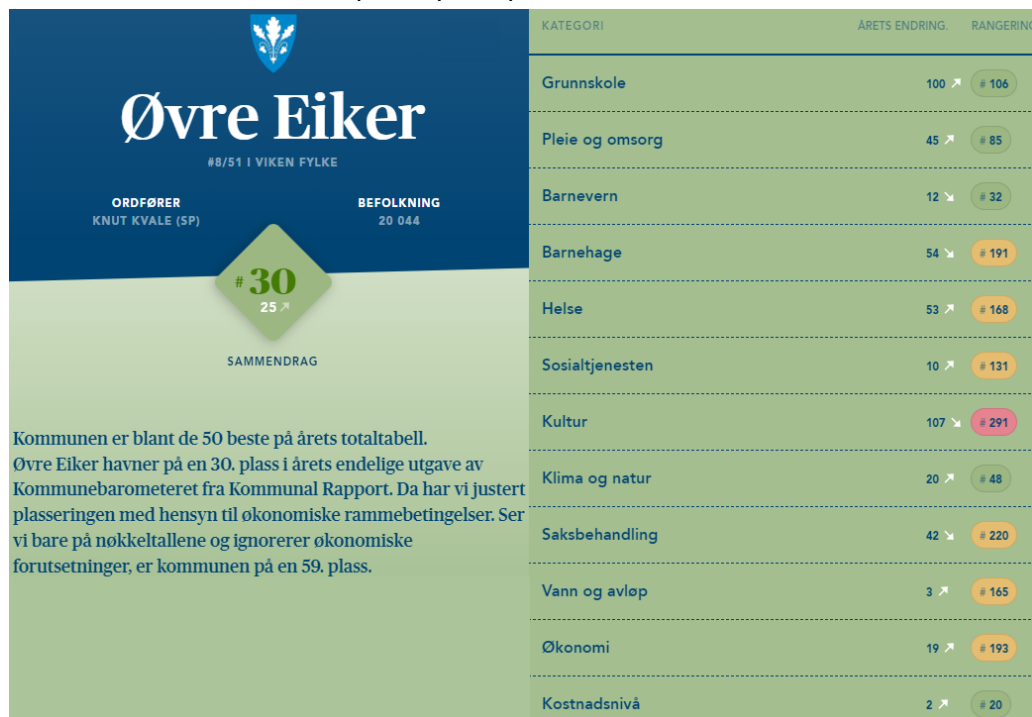 Øvre Eiker
#8/51 I VIKEN FYLKE
ORDFØRER
KNUT KVALE (SP)
BEFOLKNING
20 044
# 30
25 ↗
SAMMENDRAG
Kommunen er blant de 50 beste på årets totaltabell.
Øvre Eiker havner på en 30. plass i årets endelige utgave av
Kommunebarometeret fra Kommunal Rapport. Da har vi justert
plasseringen med hensyn til økonomiske rammebetingelser. Ser
vi bare på nøkkeltallene og ignorerer økonomiske
forutsetninger, er kommunen på en 59. plass.
KATEGORI ÅRETS ENDRING. RANGERING
Grunnskole 100 ↗ # 106
Pleie og omsorg 45 ↗ # 85
Barnevern 12 ↘ # 32
Barnehage 54 ↘ # 191
Helse 53 ↗ # 168
Sosialtjenesten 10 ↗ # 131
Kultur 107 ↘ # 291
Klima og natur 20 ↗ # 48
Saksbehandling 42 ↘ # 220
Vann og avløp 3 ↗ # 165
Økonomi 19 ↗ # 193
Kostnadsnivå 2 ↗ # 20